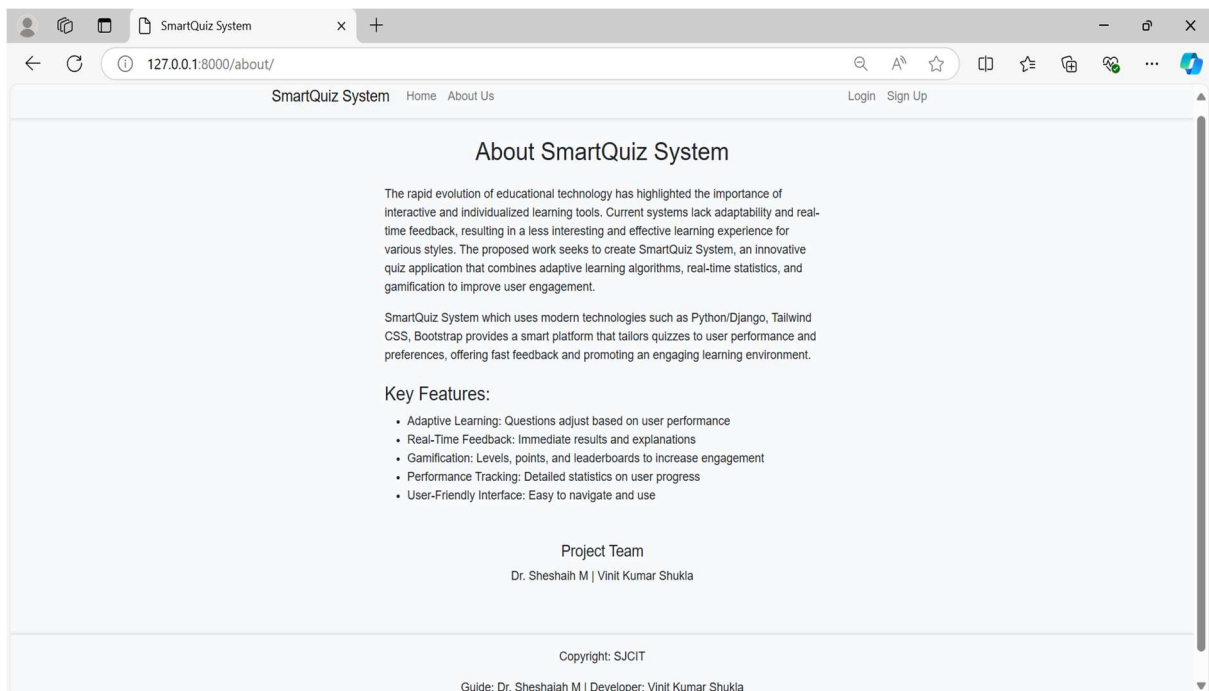 SmartQuiz System
127.0.0.1:8000/about/
SmartQuiz System Home About Us Login Sign Up
About SmartQuiz System
The rapid evolution of educational technology has highlighted the importance of
interactive and individualized learning tools. Current systems lack adaptability and real-
time feedback, resulting in a less interesting and effective learning experience for
various styles. The proposed work seeks to create SmartQuiz System, an innovative
quiz application that combines adaptive learning algorithms, real-time statistics, and
gamification to improve user engagement.
SmartQuiz System which uses modern technologies such as Python/Django, Tailwind
CSS, Bootstrap provides a smart platform that tailors quizzes to user performance and
preferences, offering fast feedback and promoting an engaging learning environment.
Key Features:
• Adaptive Learning: Questions adjust based on user performance
• Real-Time Feedback: Immediate results and explanations
• Gamification: Levels, points, and leaderboards to increase engagement
• Performance Tracking: Detailed statistics on user progress
• User-Friendly Interface: Easy to navigate and use
Project Team
Dr. Sheshaih M | Vinit Kumar Shukla
Copyright: SJCIT
Guide: Dr. Sheshaiah M | Developer: Vinit Kumar Shukla